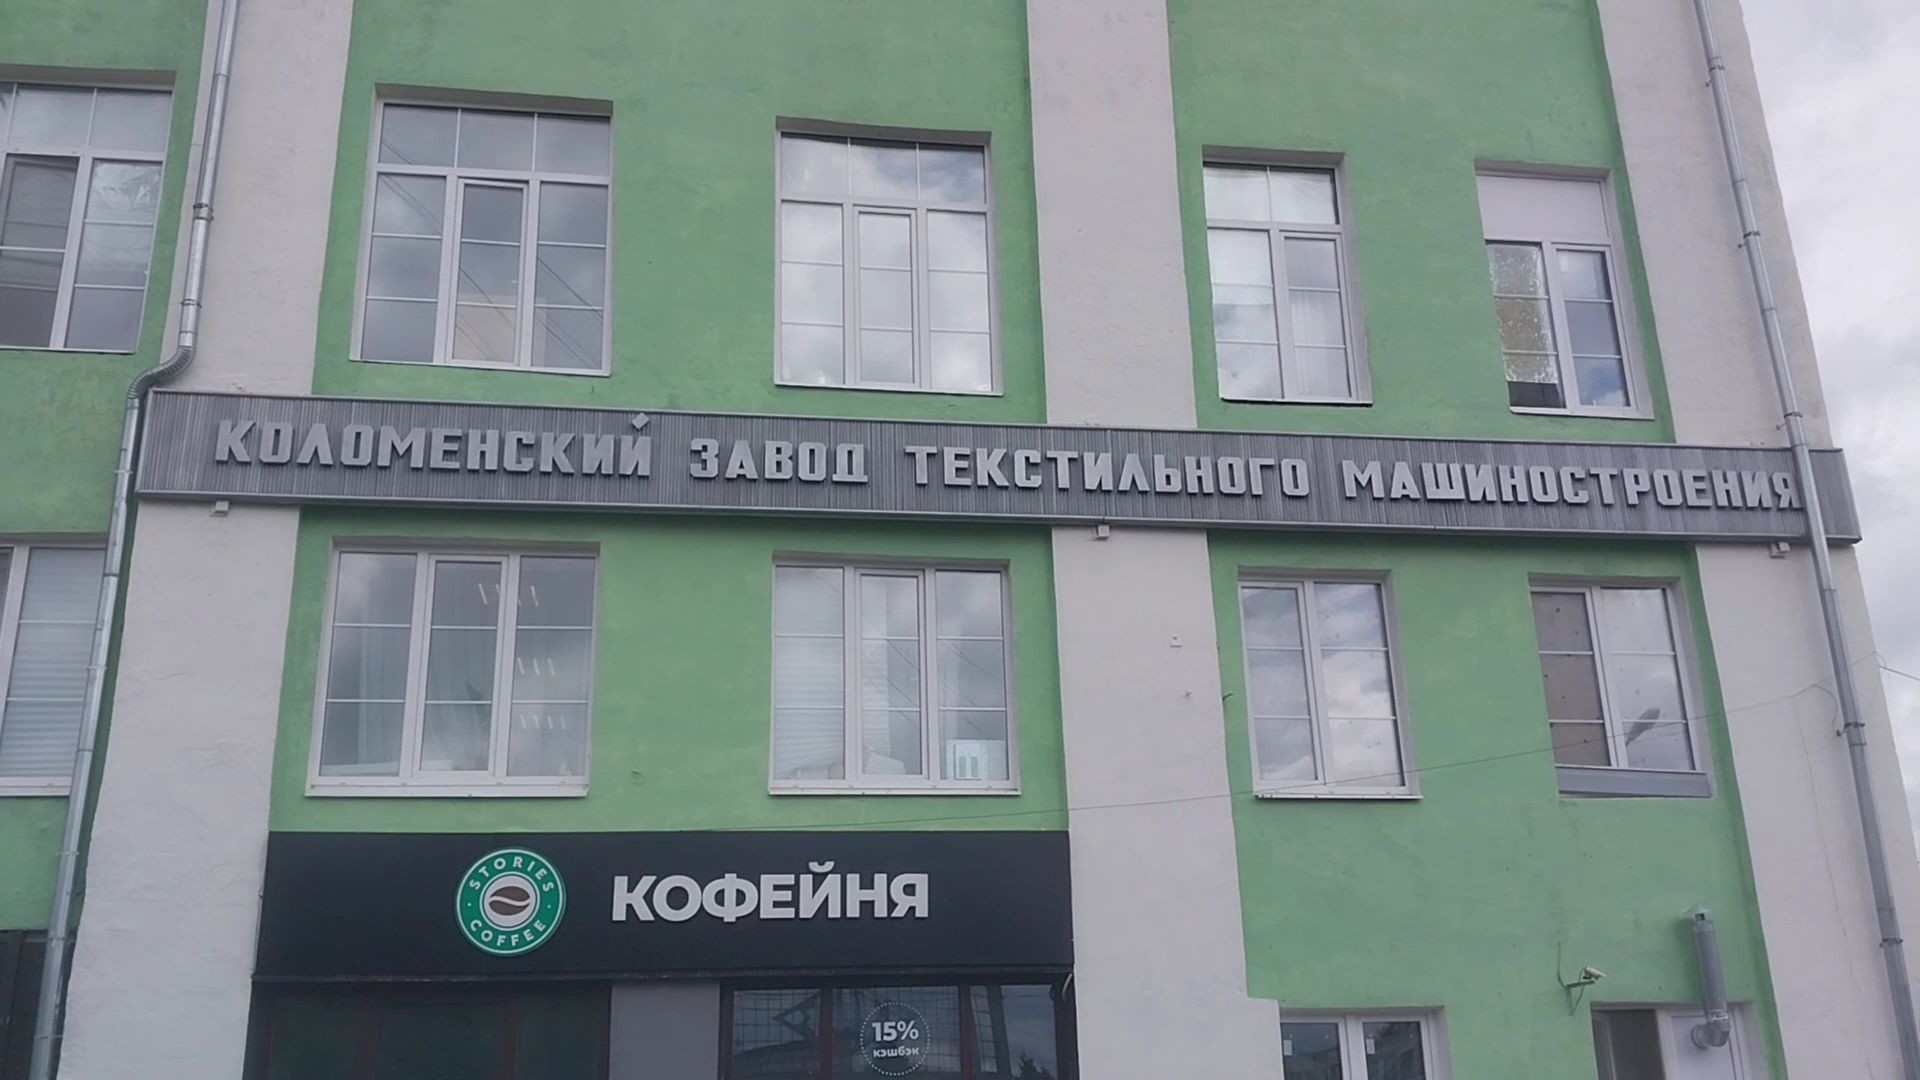 КОЛОМЕНСКИЙ ЗАВОД ТЕКСТИЛЬНОГО МАШИНОСТРОЕНИЯ
STORIES
COFFEE
КОФЕЙНЯ
15%
кэшбэк